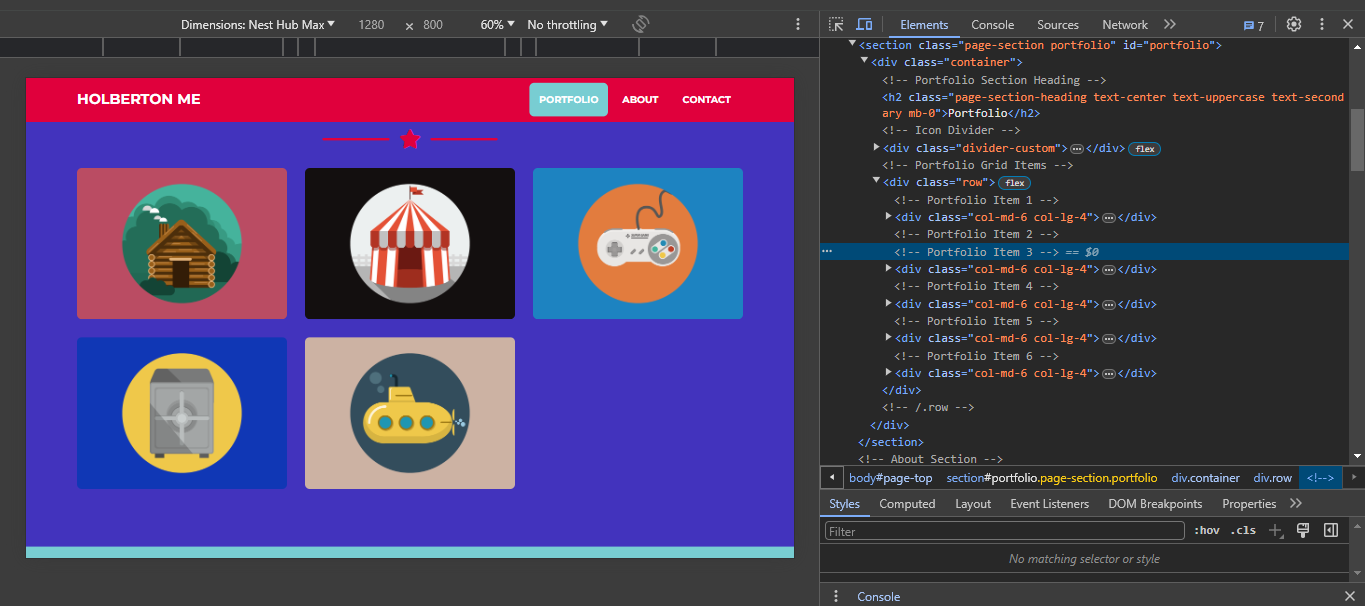 Dimensions: Nest Hub Max 1280 × 800 60% No throttling
Elements Console Sources Network 7
HOLBERTON ME PORTFOLIO ABOUT CONTACT
<section class="page-section portfolio" id="portfolio">
<div class="container">
<!-- Portfolio Section Heading -->
<h2 class="page-section-heading text-center text-uppercase text-second
ary mb-0">Portfolio</h2>
<!-- Icon Divider -->
<div class="divider-custom">…</div> flex
<!-- Portfolio Grid Items -->
<div class="row"> flex
<!-- Portfolio Item 1 -->
<div class="col-md-6 col-lg-4">…</div>
<!-- Portfolio Item 2 -->
<!-- Portfolio Item 3 --> == $0
<div class="col-md-6 col-lg-4">…</div>
<!-- Portfolio Item 4 -->
<div class="col-md-6 col-lg-4">…</div>
<!-- Portfolio Item 5 -->
<div class="col-md-6 col-lg-4">…</div>
<!-- Portfolio Item 6 -->
<div class="col-md-6 col-lg-4">…</div>
</div>
<!-- /.row -->
</div>
</section>
<!-- About Section -->
body#page-top section#portfolio.page-section.portfolio div.container div.row <!-->
Styles Computed Layout Event Listeners DOM Breakpoints Properties
Filter :hov .cls
No matching selector or style
Console